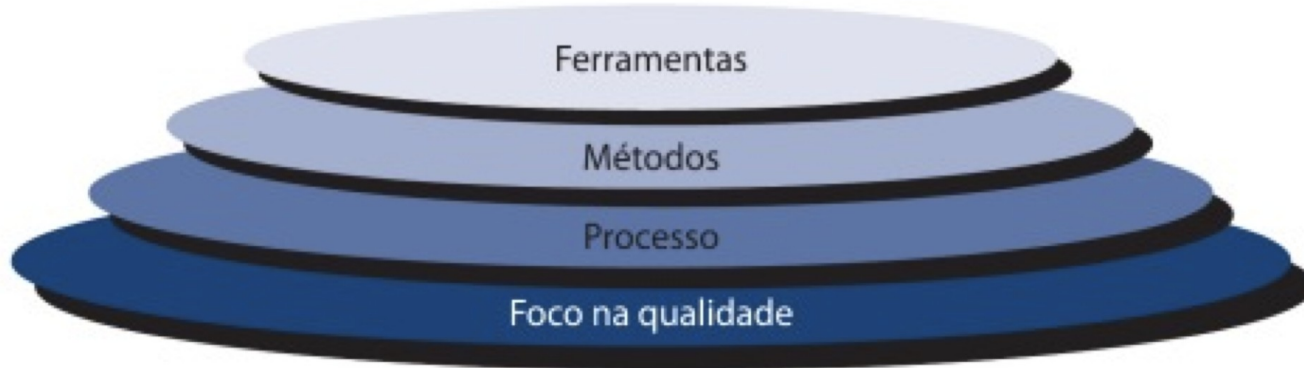 Ferramentas
Métodos
Processo
Foco na qualidade